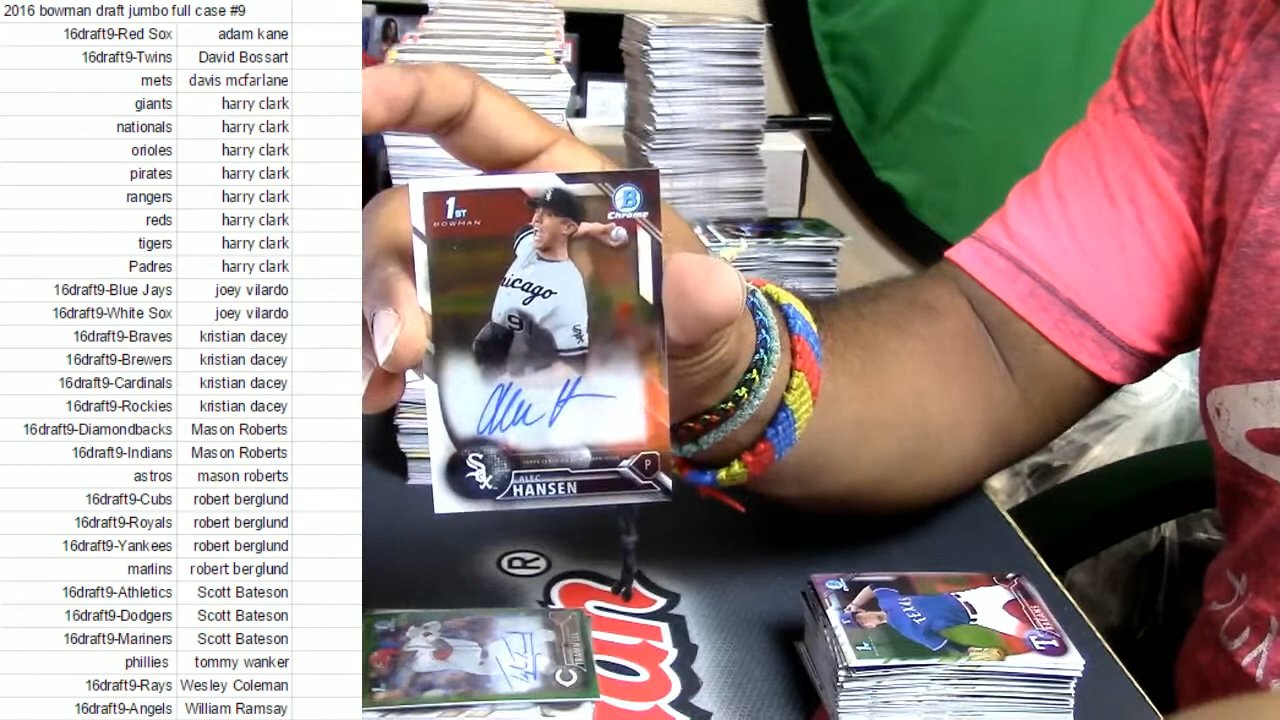 2016 bowman draft jumbo full case #9
16draft9-Red Sox adam kane
16draft9-Twins David Bossart
mets davis mcfarlane
giants harry clark
nationals harry clark
orioles harry clark
pirates harry clark
rangers harry clark
reds harry clark
tigers harry clark
Padres harry clark
16draft9-Blue Jays joey vilardo
16draft9-White Sox joey vilardo
16draft9-Braves kristian dacey
16draft9-Brewers kristian dacey
16draft9-Cardinals kristian dacey
16draft9-Rockies kristian dacey
16draft9-Diamondbacks Mason Roberts
16draft9-Indians Mason Roberts
astros mason roberts
16draft9-Cubs robert berglund
16draft9-Royals robert berglund
16draft9-Yankees robert berglund
marlins robert berglund
16draft9-Athletics Scott Bateson
16draft9-Dodgers Scott Bateson
16draft9-Mariners Scott Bateson
phillies tommy wanker
16draft9-Rays Wesley Coleman
16draft9-Angels William Ramsay
1ST
BOWMAN
B
Chrome
hicago
91
Sox
Sox
P
ALEC
HANSEN
®
TRAMMELL
C
TEXAS
T